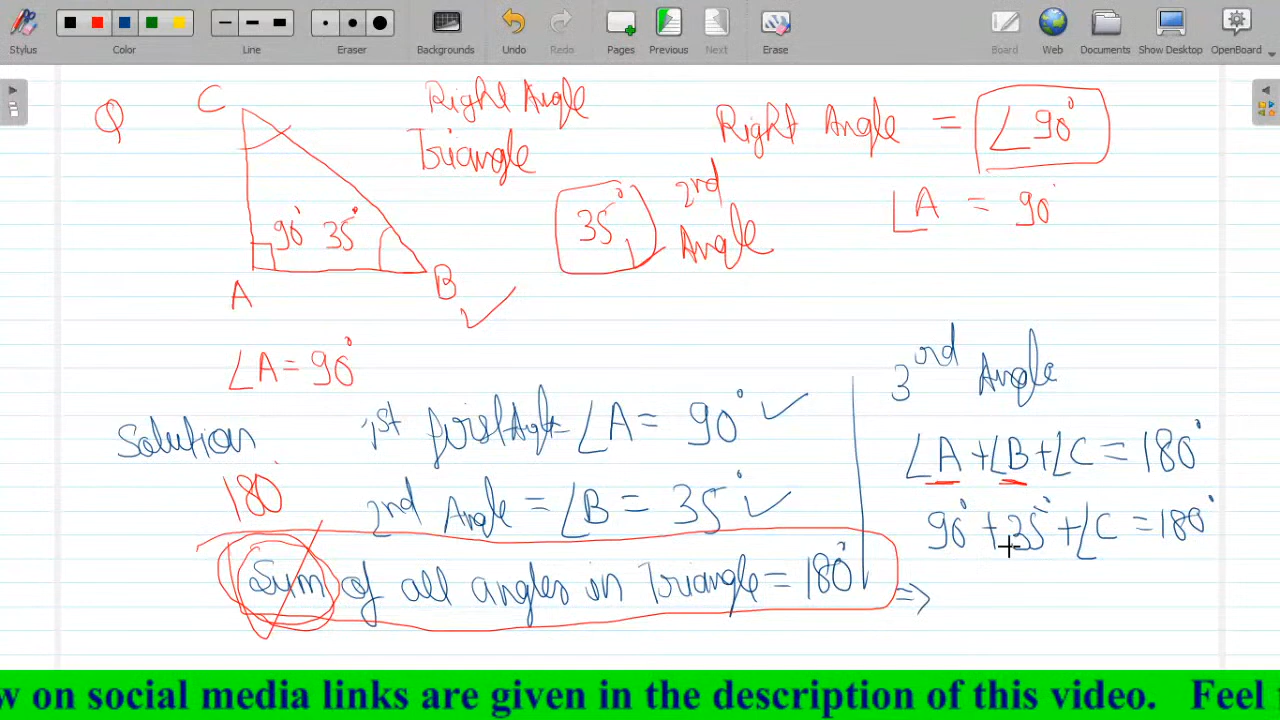 Stylus
Color
Line
Eraser
Backgrounds
Undo
Redo
Pages
Previous
Next
Erase
Board
Web
Documents
Show Desktop
OpenBoard
Q
C
90° 35°
A
B
∠A = 90°
Right Angle
Triangle
35°
2nd
Angle
Right Angle = ∠90°
∠A = 90°
Solution
1st first Angle = ∠A = 90° ✓
180°
2nd Angle = ∠B = 35° ✓
Sum of all angles in Triangle = 180°
3rd Angle
∠A + ∠B + ∠C = 180°
90° + 35° + ∠C = 180°
⇒
w on social media links are given in the description of this video. Feel